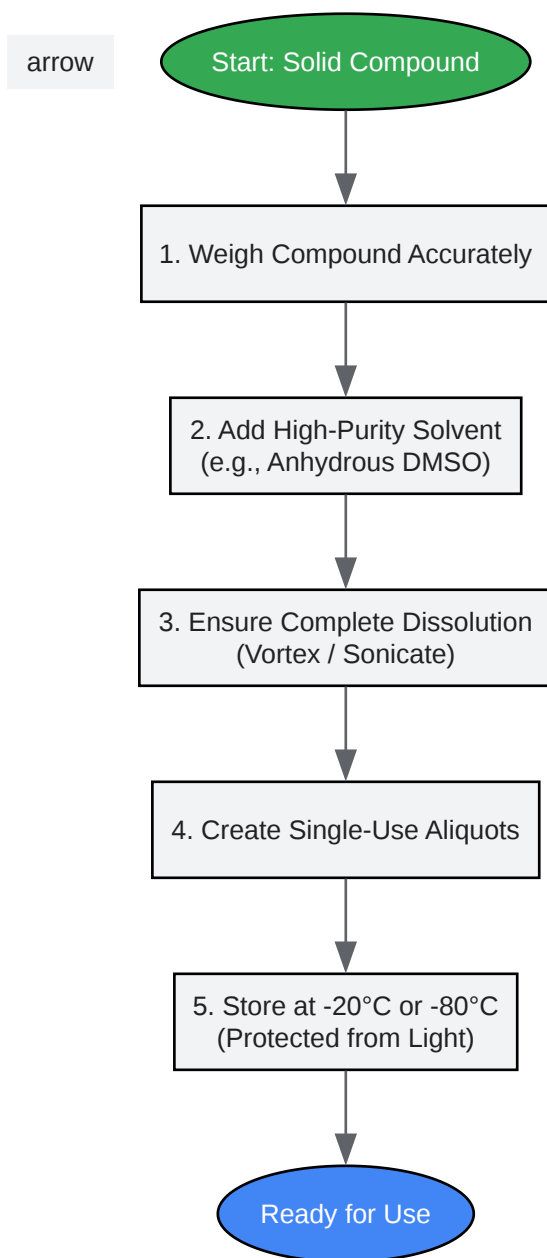 arrow
Start: Solid Compound
1. Weigh Compound Accurately
2. Add High-Purity Solvent
(e.g., Anhydrous DMSO)
3. Ensure Complete Dissolution
(Vortex / Sonicate)
4. Create Single-Use Aliquots
5. Store at -20°C or -80°C
(Protected from Light)
Ready for Use